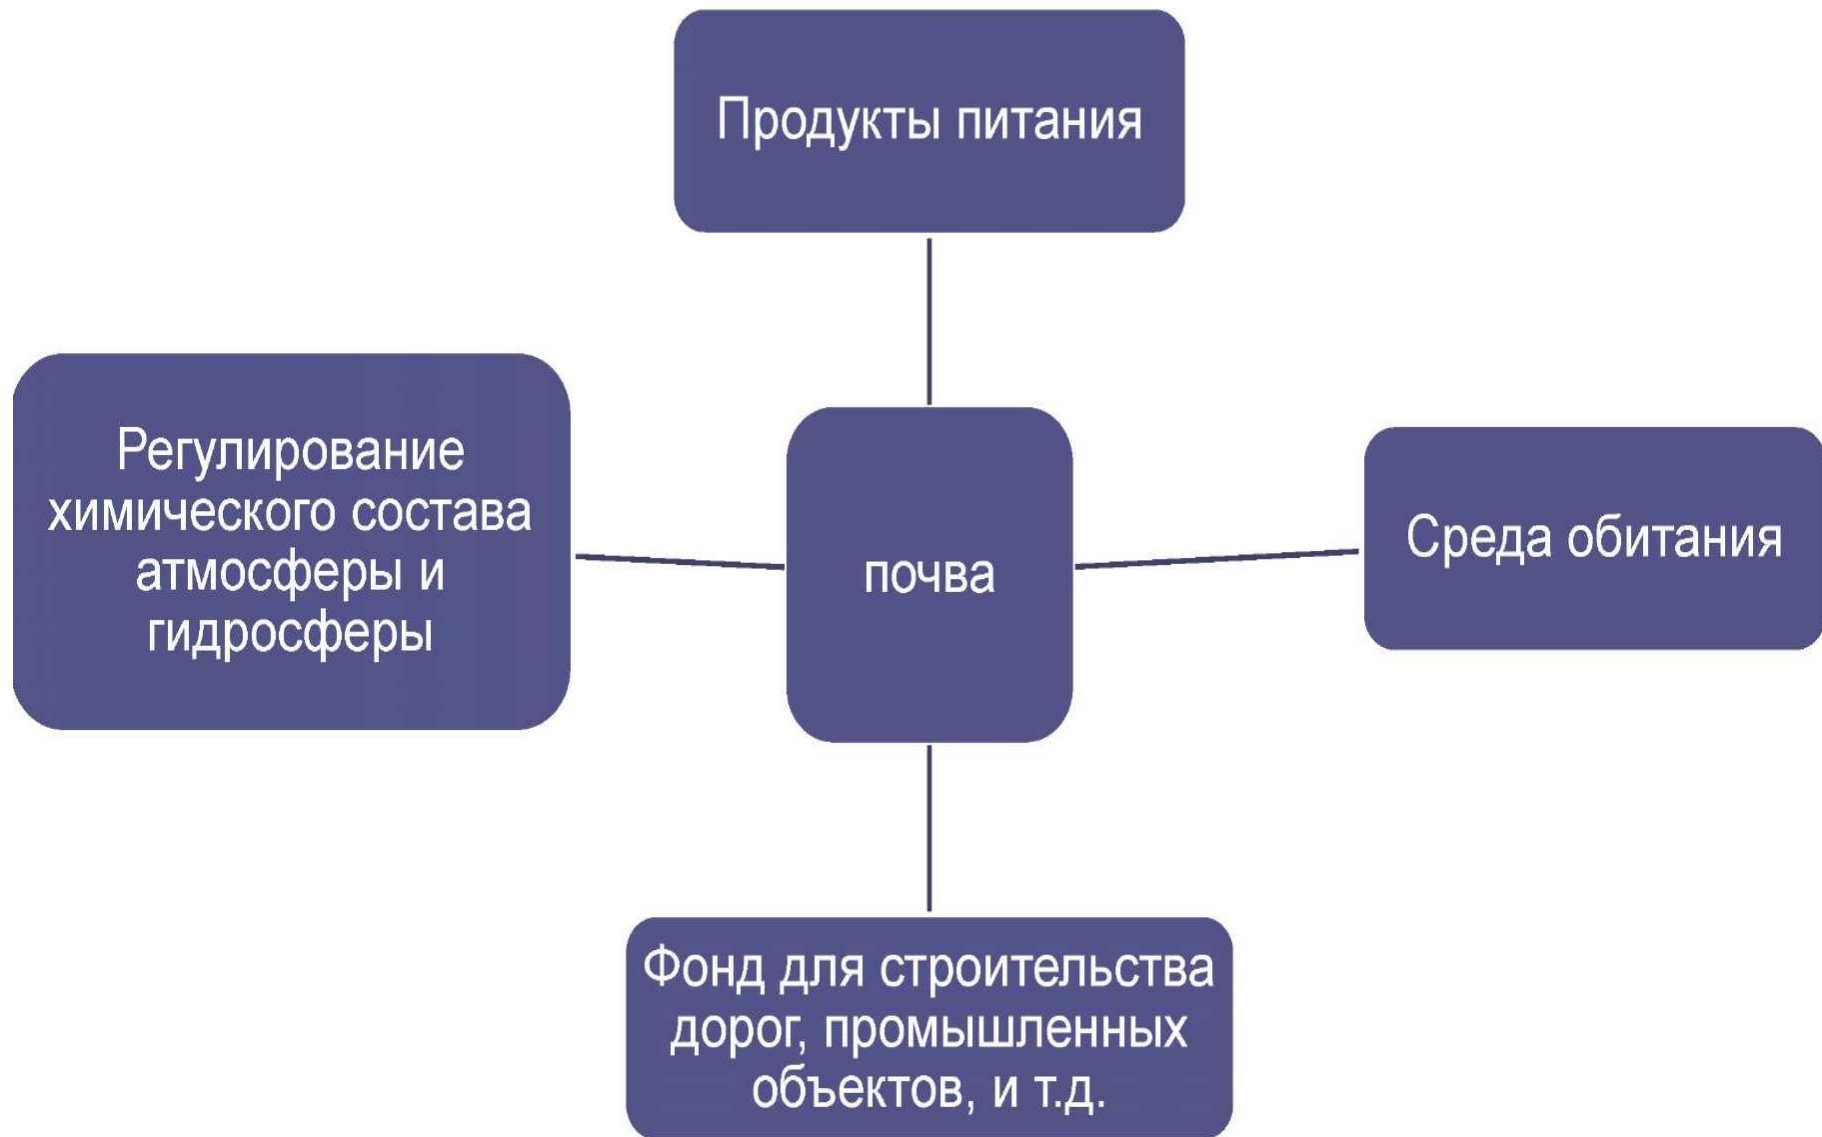 Продукты питания
Регулирование
химического состава
атмосферы и
гидросферы
почва
Среда обитания
Фонд для строительства
дорог, промышленных
объектов, и т.д.